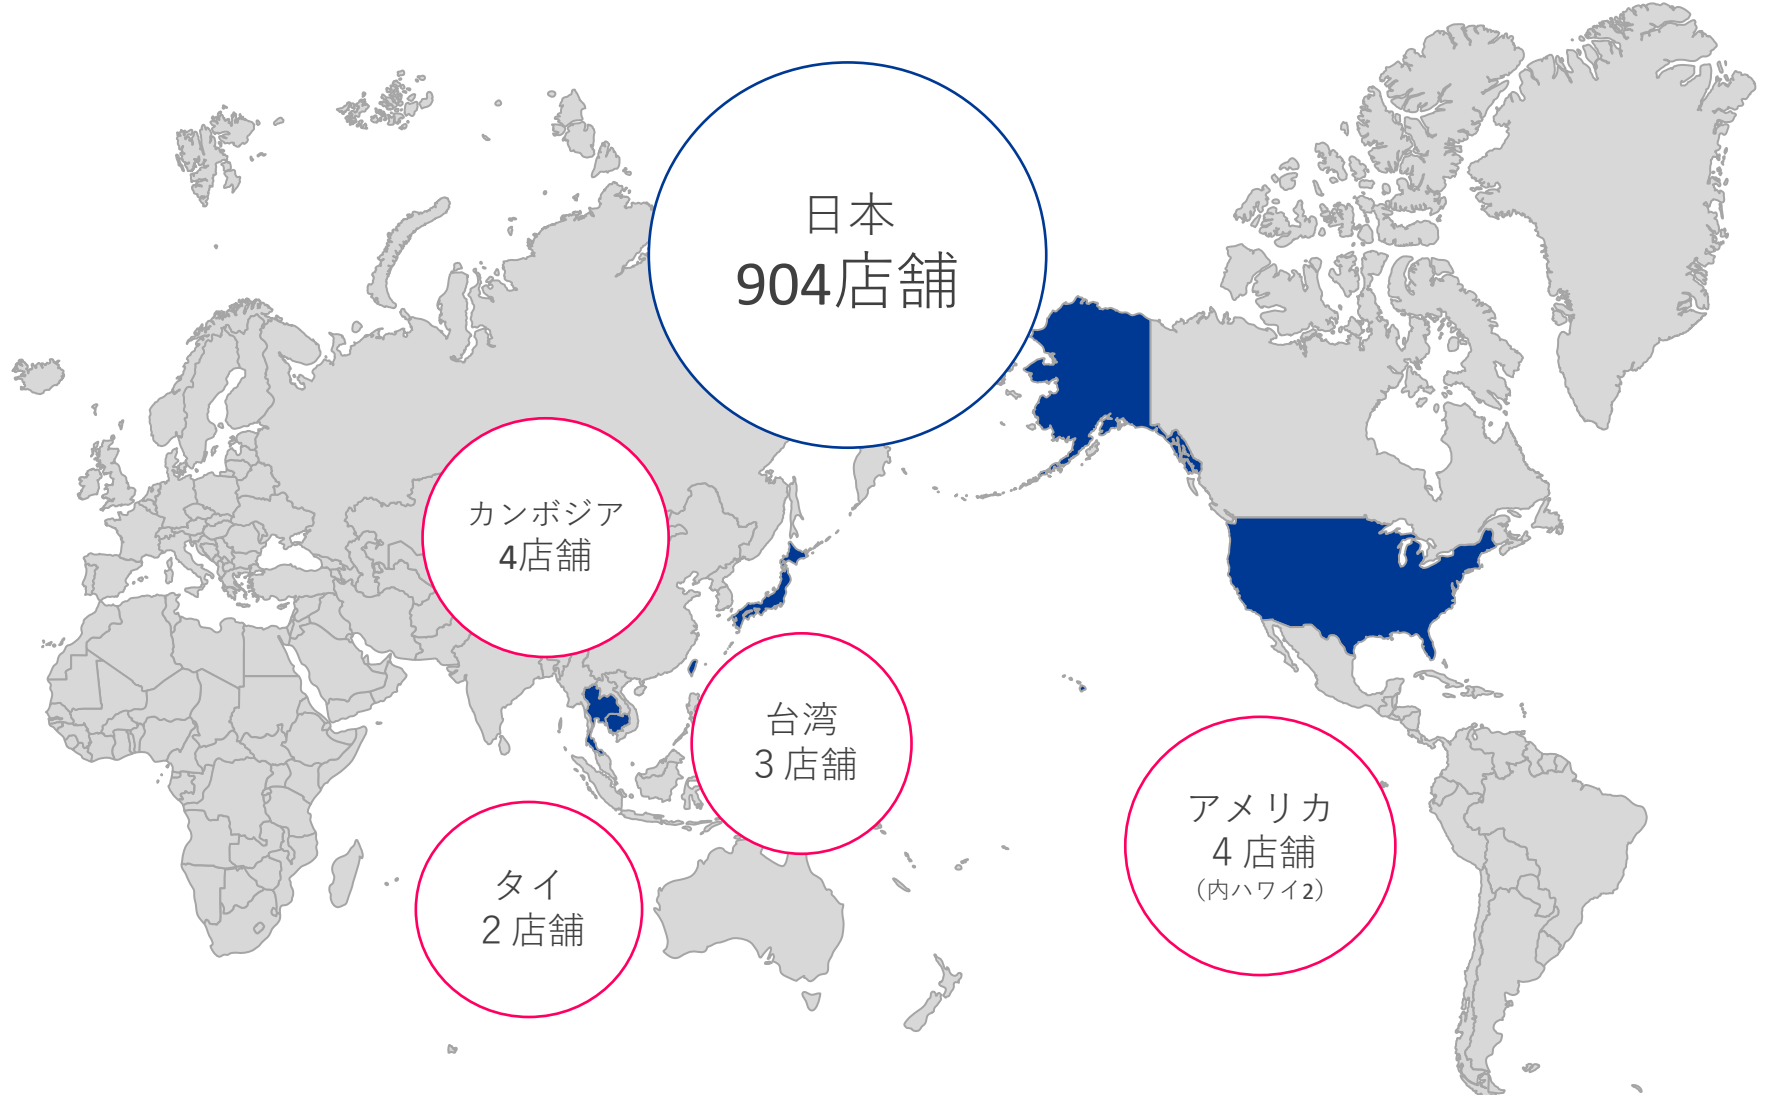 日本
904店舗
カンボジア
4店舗
台湾
３店舗
タイ
２店舗
アメリカ
４店舗
（内ハワイ2）